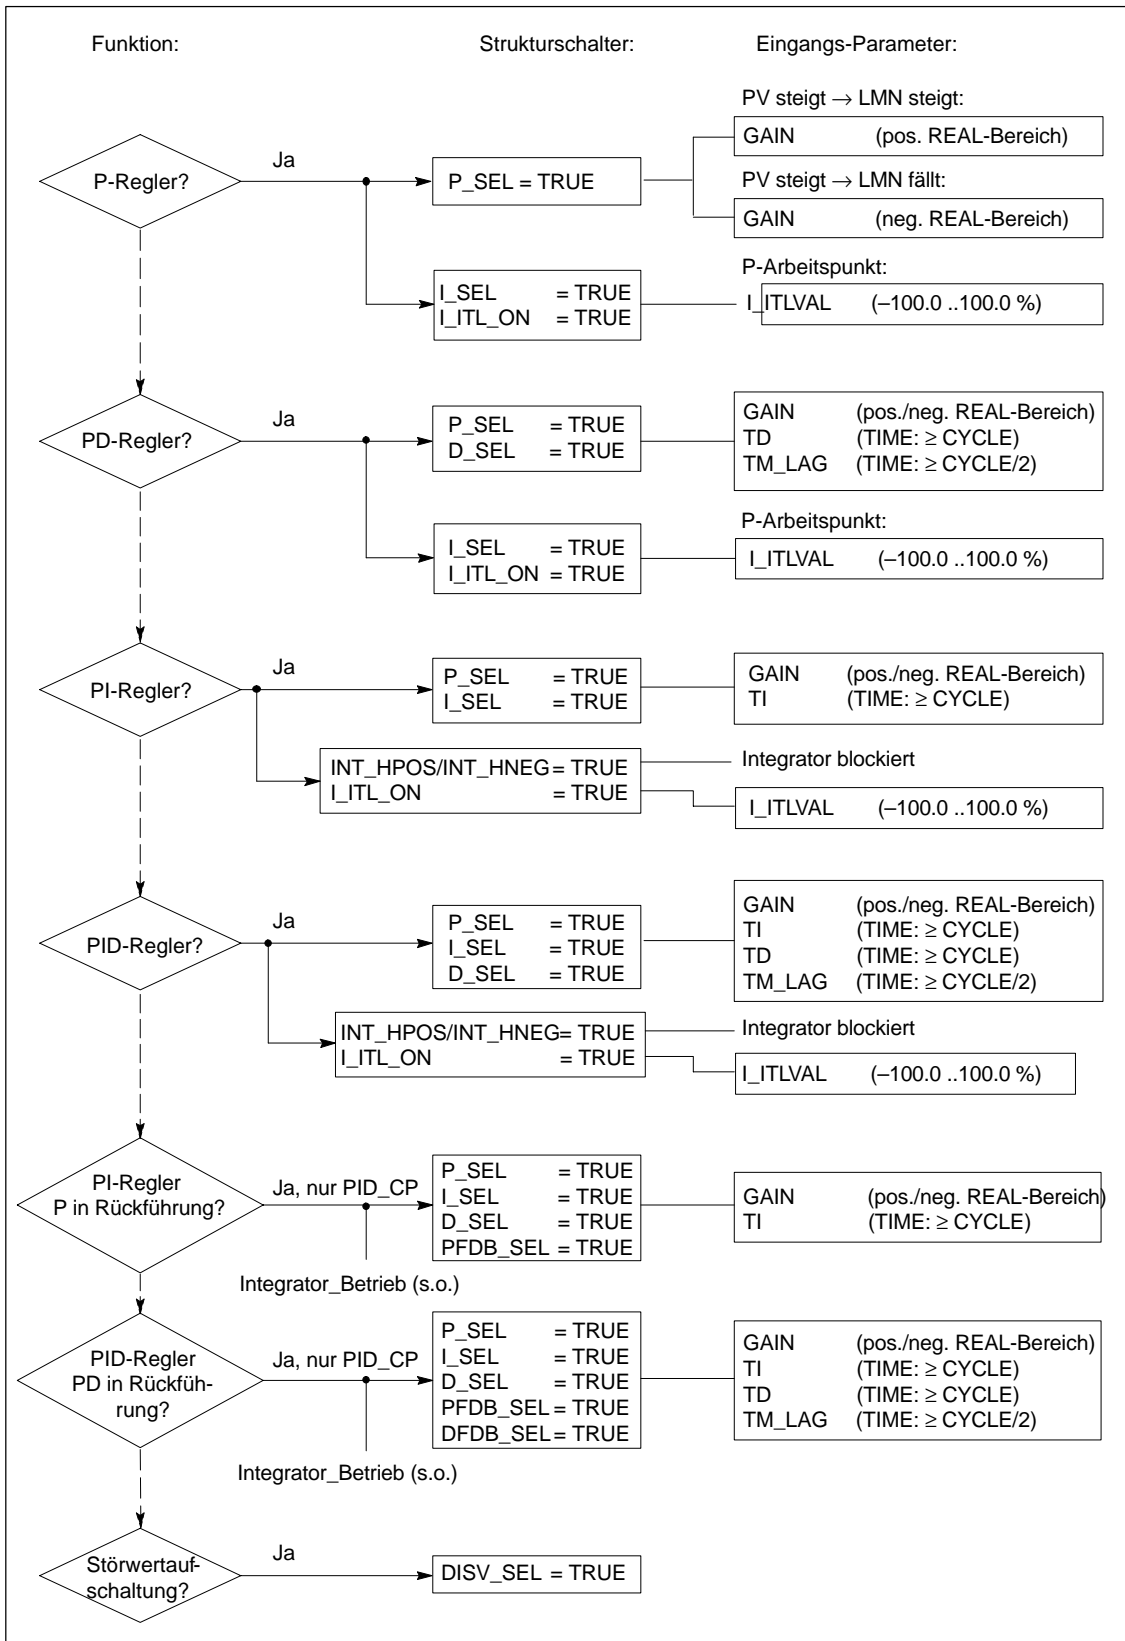 Funktion: Strukturschalter: Eingangs-Parameter:
PV steigt → LMN steigt:
GAIN (pos. REAL-Bereich)
P-Regler?
Ja
P_SEL = TRUE
PV steigt → LMN fällt:
GAIN (neg. REAL-Bereich)
P-Arbeitspunkt:
I_SEL = TRUE
I_ITL_ON = TRUE
I_ITLVAL (–100.0 ..100.0 %)
PD-Regler?
Ja
P_SEL = TRUE
D_SEL = TRUE
GAIN (pos./neg. REAL-Bereich)
TD (TIME: ≥ CYCLE)
TM_LAG (TIME: ≥ CYCLE/2)
P-Arbeitspunkt:
I_SEL = TRUE
I_ITL_ON = TRUE
I_ITLVAL (–100.0 ..100.0 %)
PI-Regler?
Ja
P_SEL = TRUE
I_SEL = TRUE
GAIN (pos./neg. REAL-Bereich)
TI (TIME: ≥ CYCLE)
INT_HPOS/INT_HNEG = TRUE
I_ITL_ON = TRUE
Integrator blockiert
I_ITLVAL (–100.0 ..100.0 %)
PID-Regler?
Ja
P_SEL = TRUE
I_SEL = TRUE
D_SEL = TRUE
GAIN (pos./neg. REAL-Bereich)
TI (TIME: ≥ CYCLE)
TD (TIME: ≥ CYCLE)
TM_LAG (TIME: ≥ CYCLE/2)
INT_HPOS/INT_HNEG= TRUE
I_ITL_ON = TRUE
Integrator blockiert
I_ITLVAL (–100.0 ..100.0 %)
PI-Regler
P in Rückführung?
Ja, nur PID_CP
P_SEL = TRUE
I_SEL = TRUE
D_SEL = TRUE
PFDB_SEL = TRUE
GAIN (pos./neg. REAL-Bereich)
TI (TIME: ≥ CYCLE)
Integrator_Betrieb (s.o.)
PID-Regler
PD in Rückfüh-
rung?
Ja, nur PID_CP
P_SEL = TRUE
I_SEL = TRUE
D_SEL = TRUE
PFDB_SEL = TRUE
DFDB_SEL = TRUE
GAIN (pos./neg. REAL-Bereich)
TI (TIME: ≥ CYCLE)
TD (TIME: ≥ CYCLE)
TM_LAG (TIME: ≥ CYCLE/2)
Integrator_Betrieb (s.o.)
Störwertauf-
schaltung?
Ja
DISV_SEL = TRUE